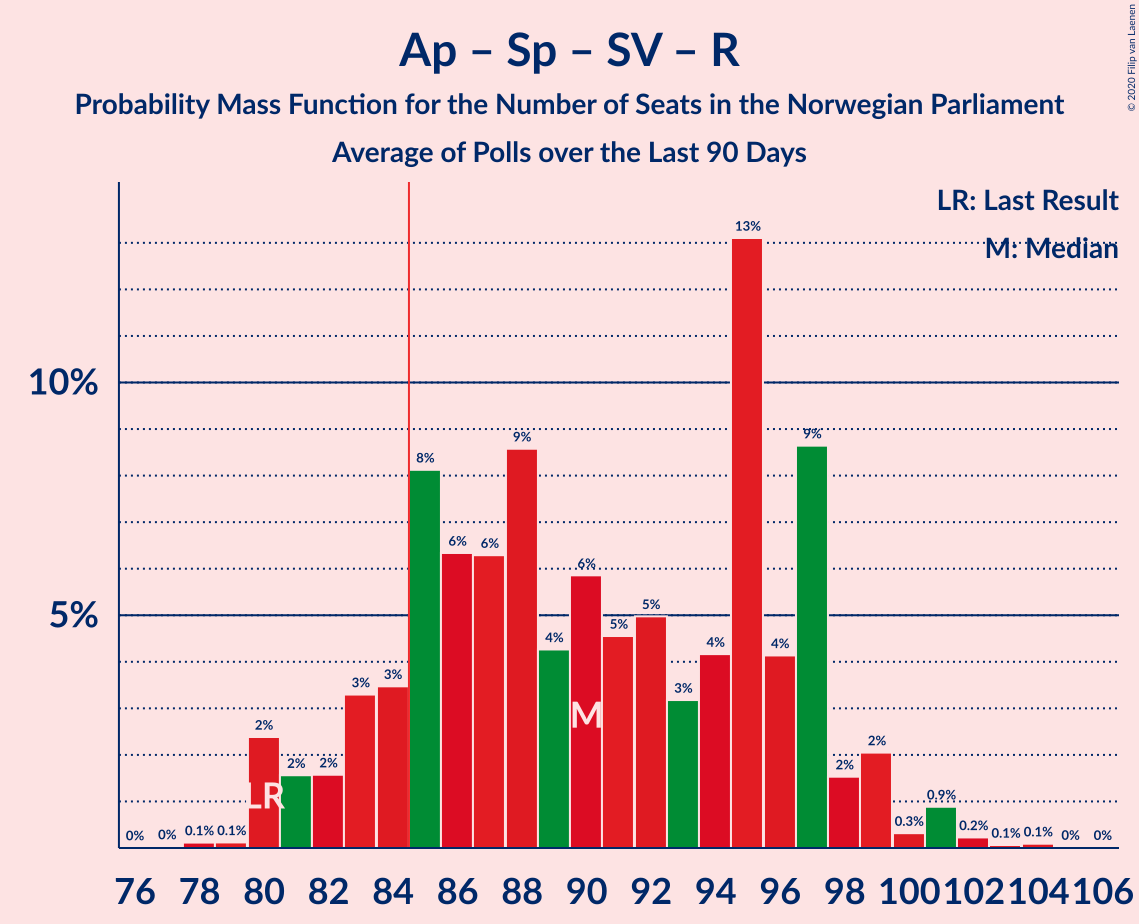 © 2020 Filip van Laenen
Ap – Sp – SV – R
Probability Mass Function for the Number of Seats in the Norwegian Parliament
Average of Polls over the Last 90 Days
LR: Last Result
M: Median
10%
5%
0% 0% 0.1% 0.1% 2% 2% 2% 3% 3% 8% 6% 6% 9% 4% 6% 5% 5% 3% 4% 13% 4% 9% 2% 2% 0.3% 0.9% 0.2% 0.1% 0.1% 0% 0%
LR
M
76 78 80 82 84 86 88 90 92 94 96 98 100 102 104 106